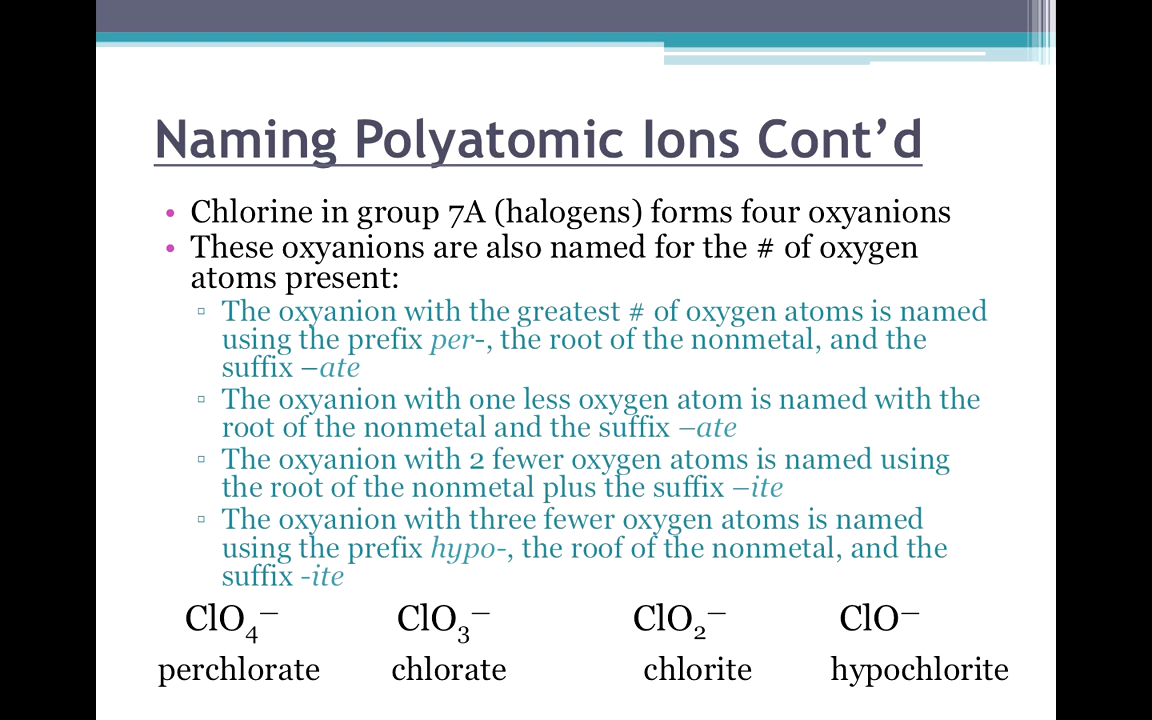 Naming Polyatomic Ions Cont’d
• Chlorine in group 7A (halogens) forms four oxyanions
• These oxyanions are also named for the # of oxygen
atoms present:
▫ The oxyanion with the greatest # of oxygen atoms is named
using the prefix per-, the root of the nonmetal, and the
suffix –ate
▫ The oxyanion with one less oxygen atom is named with the
root of the nonmetal and the suffix –ate
▫ The oxyanion with 2 fewer oxygen atoms is named using
the root of the nonmetal plus the suffix –ite
▫ The oxyanion with three fewer oxygen atoms is named
using the prefix hypo-, the roof of the nonmetal, and the
suffix -ite
ClO₄⁻ ClO₃⁻ ClO₂⁻ ClO⁻
perchlorate chlorate chlorite hypochlorite